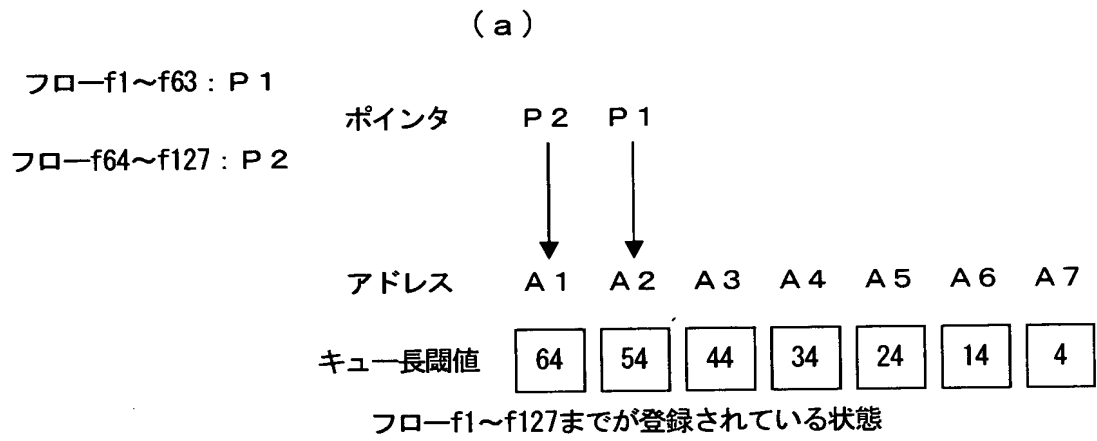 (a)
フローf1～f63：P1
ポインタ P2 P1
フローf64～f127：P2
アドレス A1 A2 A3 A4 A5 A6 A7
キュー長閾値 64 54 44 34 24 14 4
フローf1～f127までが登録されている状態